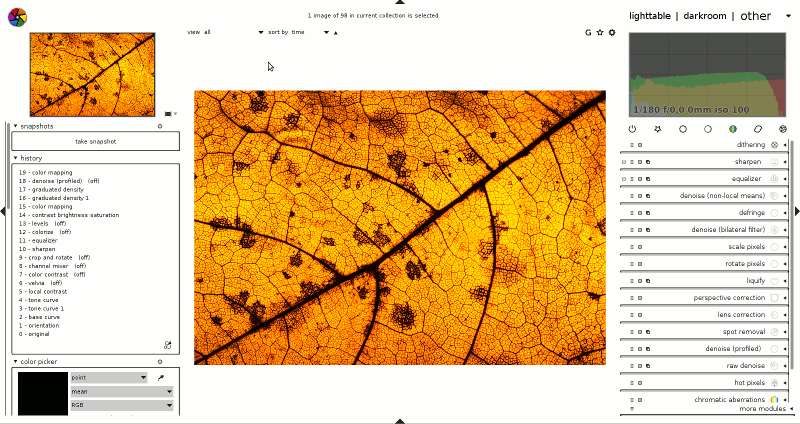 1 image of 98 in current collection is selected
lighttable | darkroom | other
view all
sort by time
G
1/180 f/0,0 0mm iso 100
snapshots
take snapshot
history
19 - color mapping
18 - denoise (profiled) (off)
17 - graduated density
16 - graduated density 1
15 - color mapping
14 - contrast brightness saturation
13 - levels (off)
12 - colorize (off)
11 - equalizer
10 - sharpen
9 - crop and rotate (off)
8 - channel mixer (off)
7 - color contrast (off)
6 - velvia (off)
5 - local contrast
4 - tone curve
3 - tone curve 1
2 - base curve
1 - orientation
0 - original
color picker
point
mean
RGB
dithering
sharpen
equalizer
denoise (non-local means)
defringe
denoise (bilateral filter)
scale pixels
rotate pixels
liquify
perspective correction
lens correction
spot removal
denoise (profiled)
raw denoise
hot pixels
chromatic aberrations
more modules